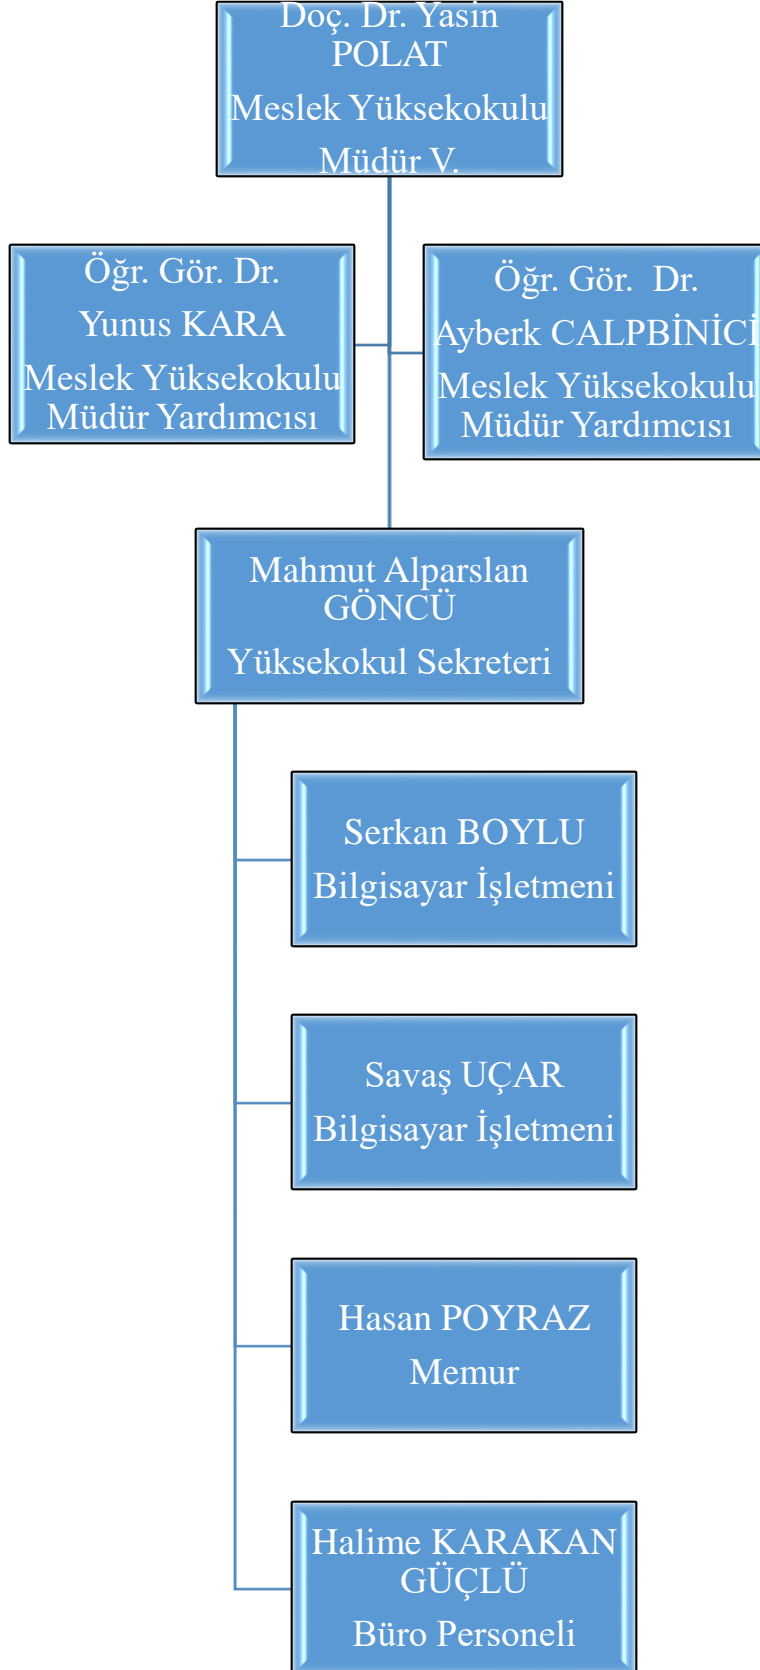 Doç. Dr. Yasin
POLAT
Meslek Yüksekokulu
Müdür V.
Öğr. Gör. Dr.
Yunus KARA
Meslek Yüksekokulu
Müdür Yardımcısı
Öğr. Gör.  Dr.
Ayberk CALPBİNİCİ
Meslek Yüksekokulu
Müdür Yardımcısı
Mahmut Alparslan
GÖNCÜ
Yüksekokul Sekreteri
Serkan BOYLU
Bilgisayar İşletmeni
Savaş UÇAR
Bilgisayar İşletmeni
Hasan POYRAZ
Memur
Halime KARAKAN
GÜÇLÜ
Büro Personeli